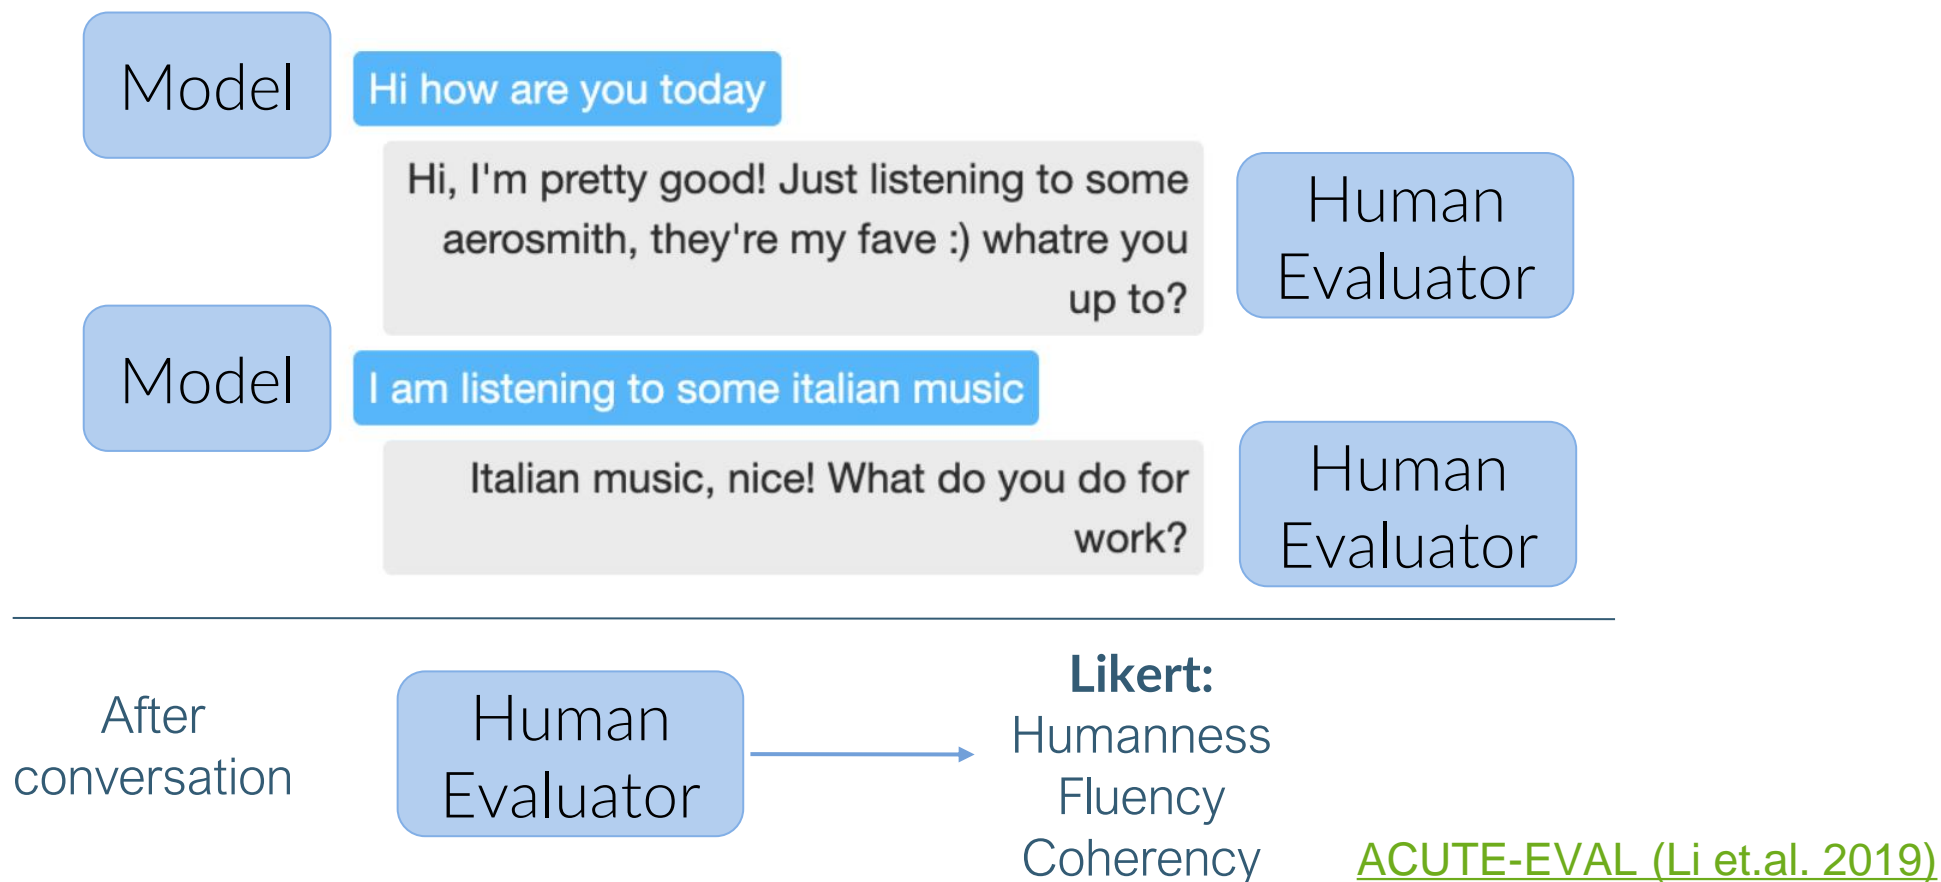 Model
Hi how are you today
Hi, I'm pretty good! Just listening to some
aerosmith, they're my fave :) whatre you
up to?
Human
Evaluator
Model
I am listening to some italian music
Italian music, nice! What do you do for
work?
Human
Evaluator
After
conversation
Human
Evaluator
Likert:
Humanness
Fluency
Coherency
ACUTE-EVAL (Li et.al. 2019)